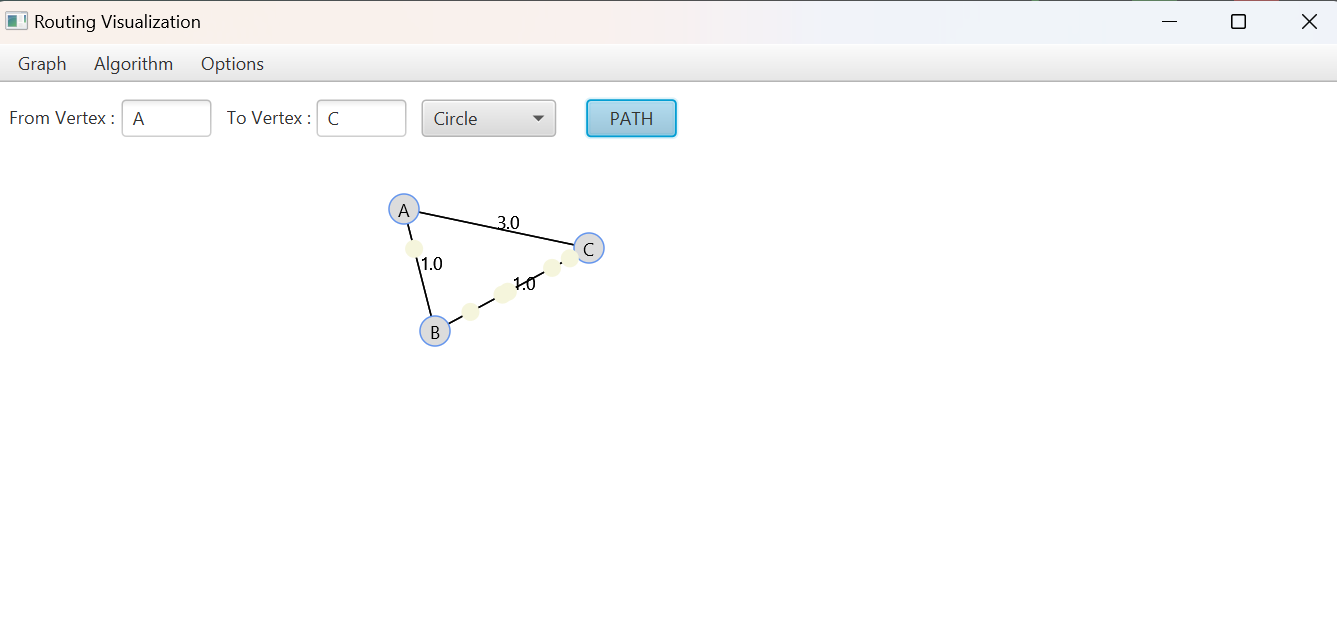 Routing Visualization
Graph Algorithm Options
From Vertex : A To Vertex : C Circle PATH
A
3.0
C
1.0
1.0
B